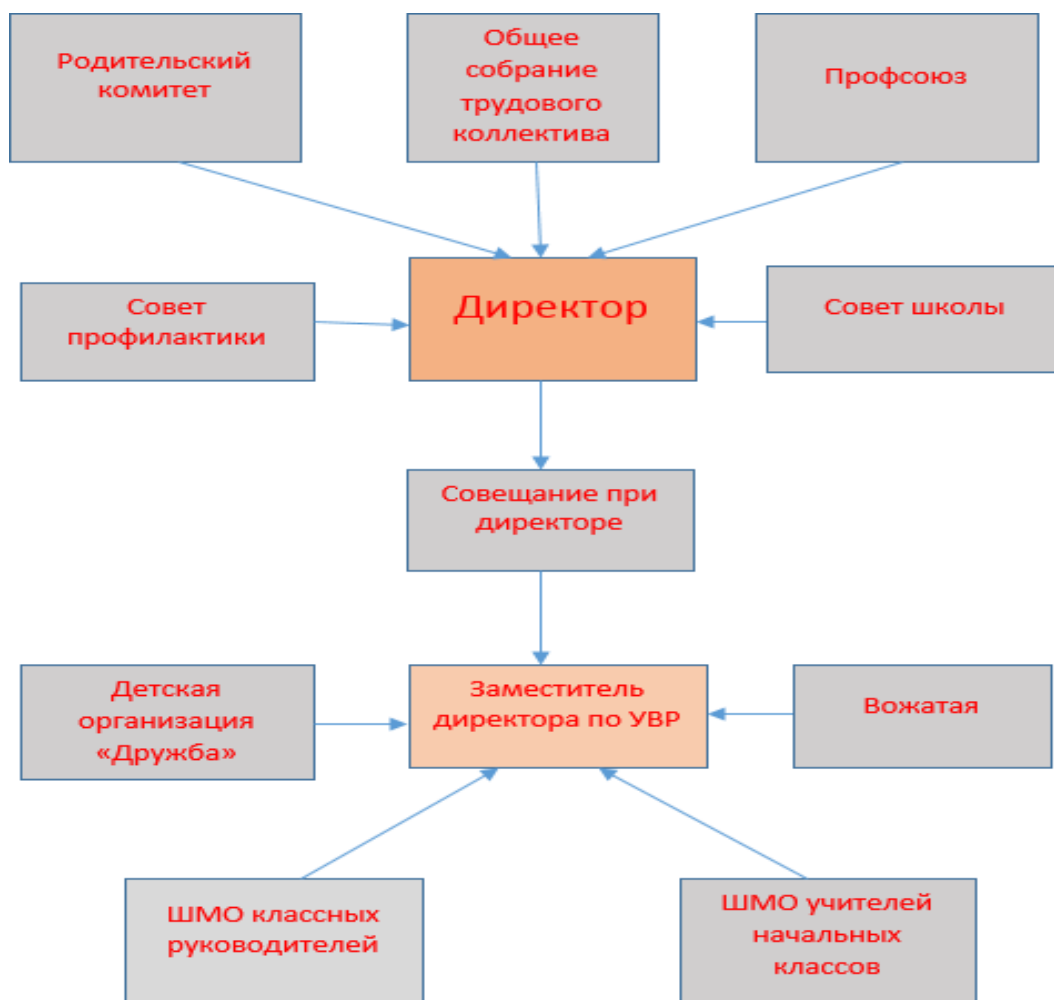 Родительский
комитет
Общее
собрание
трудового
коллектива
Профсоюз
Совет
профилактики
Директор
Совет школы
Совещание при
директоре
Детская
организация
«Дружба»
Заместитель
директора по УВР
Вожатая
ШМО классных
руководителей
ШМО учителей
начальных
классов